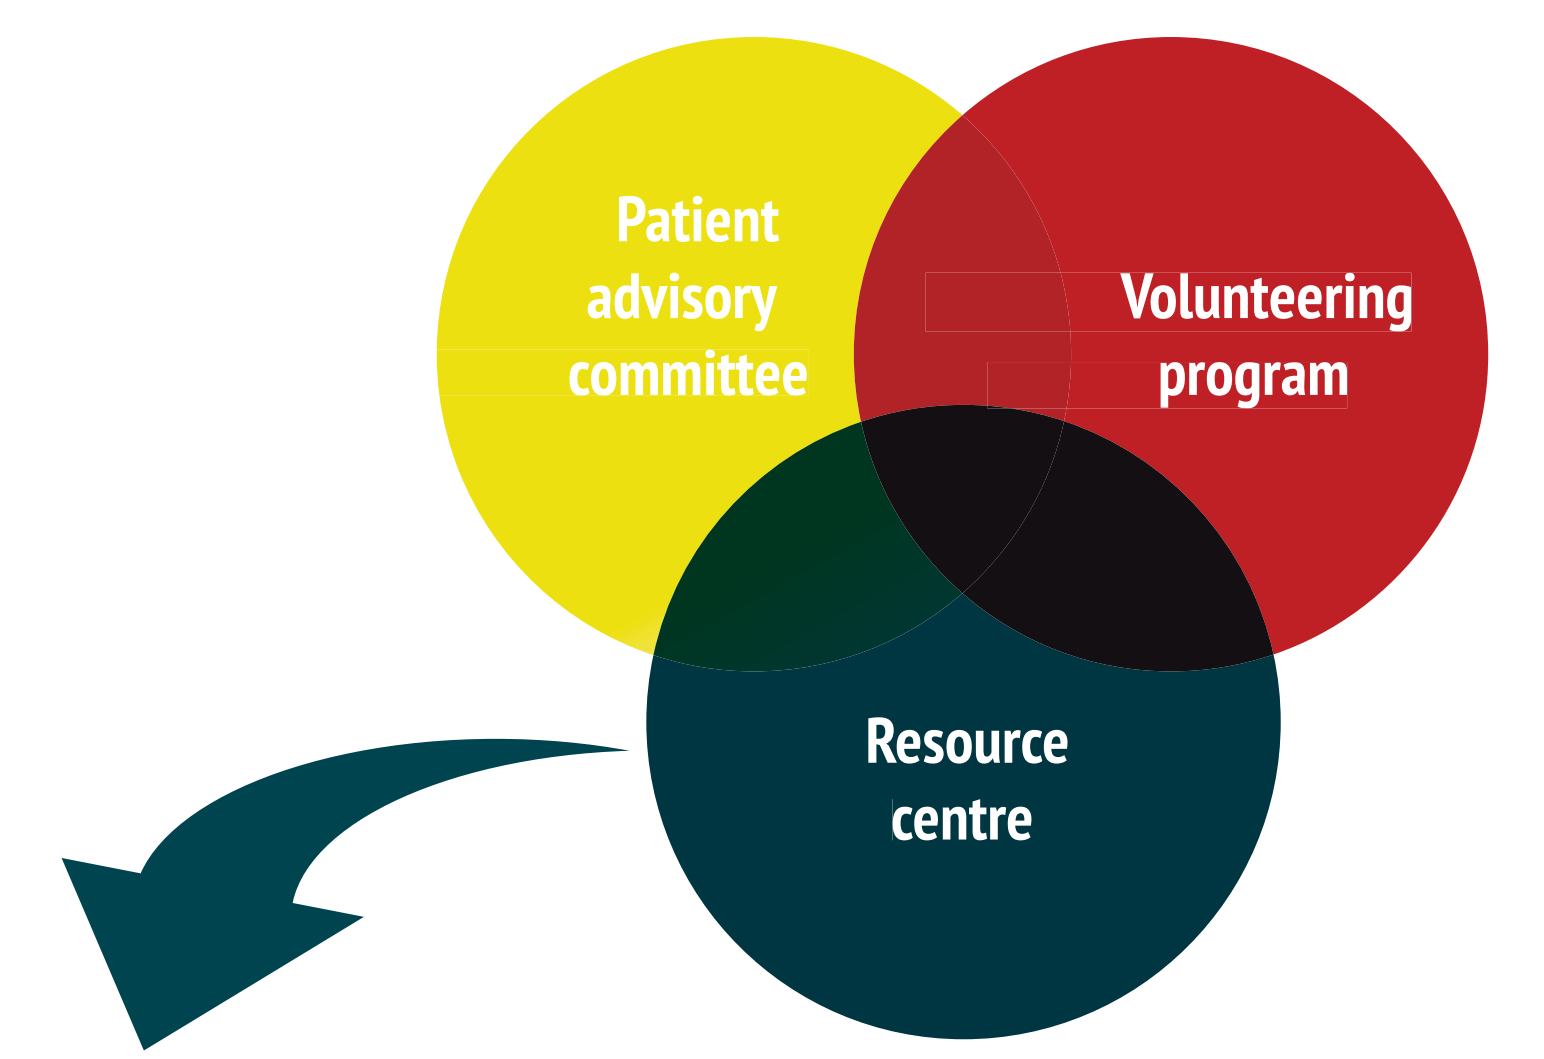 Patient
advisory
committee
Volunteering
program
Resource
centre